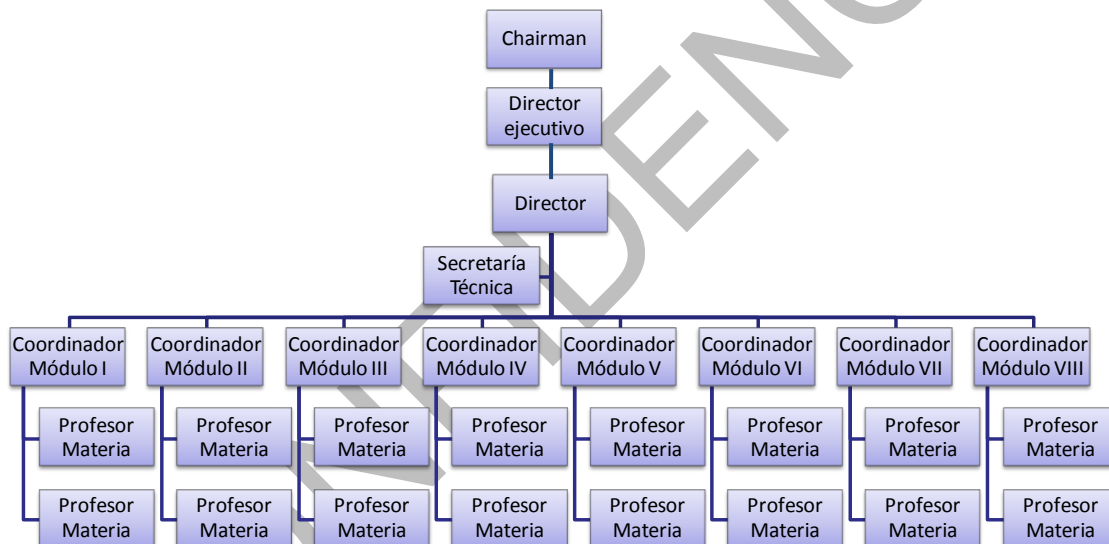 Chairman
Director
ejecutivo
Director
Secretaría
Técnica
Coordinador
Módulo I
Coordinador
Módulo II
Coordinador
Módulo III
Coordinador
Módulo IV
Coordinador
Módulo V
Coordinador
Módulo VI
Coordinador
Módulo VII
Coordinador
Módulo VIII
Profesor
Materia
Profesor
Materia
Profesor
Materia
Profesor
Materia
Profesor
Materia
Profesor
Materia
Profesor
Materia
Profesor
Materia
Profesor
Materia
Profesor
Materia
Profesor
Materia
Profesor
Materia
Profesor
Materia
Profesor
Materia
Profesor
Materia
Profesor
Materia